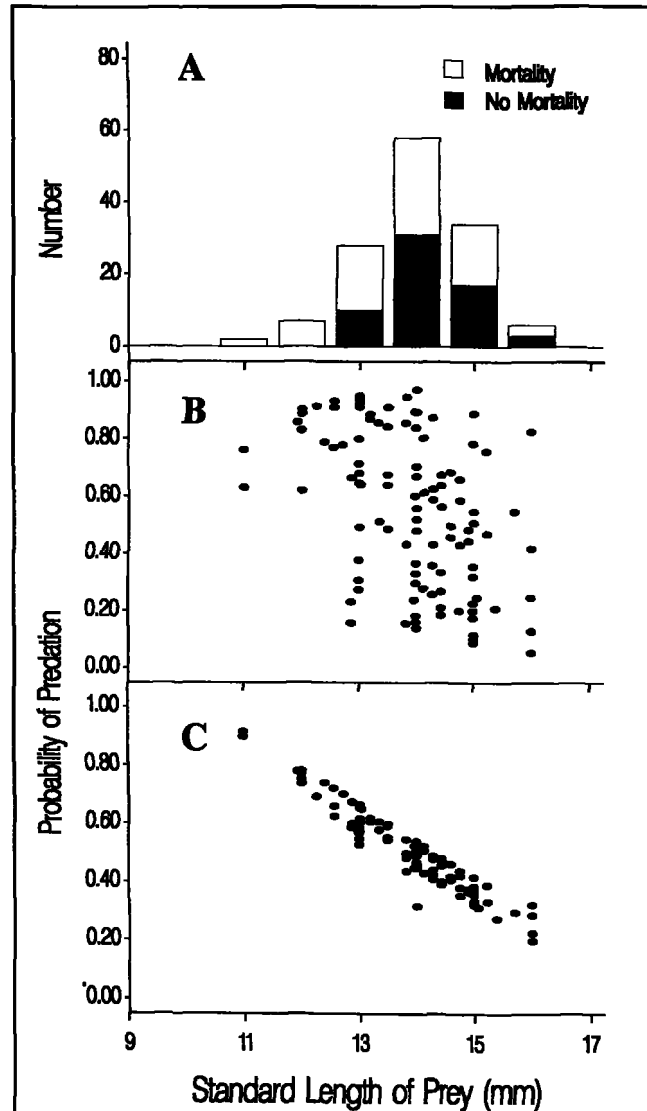 80
A
Mortality
No Mortality
60
40
20
0
Number
1.00
B
0.80
0.60
0.40
0.20
0.00
Probability of Predation
1.00
C
0.80
0.60
0.40
0.20
0.00
9 11 13 15 17
Standard Length of Prey (mm)